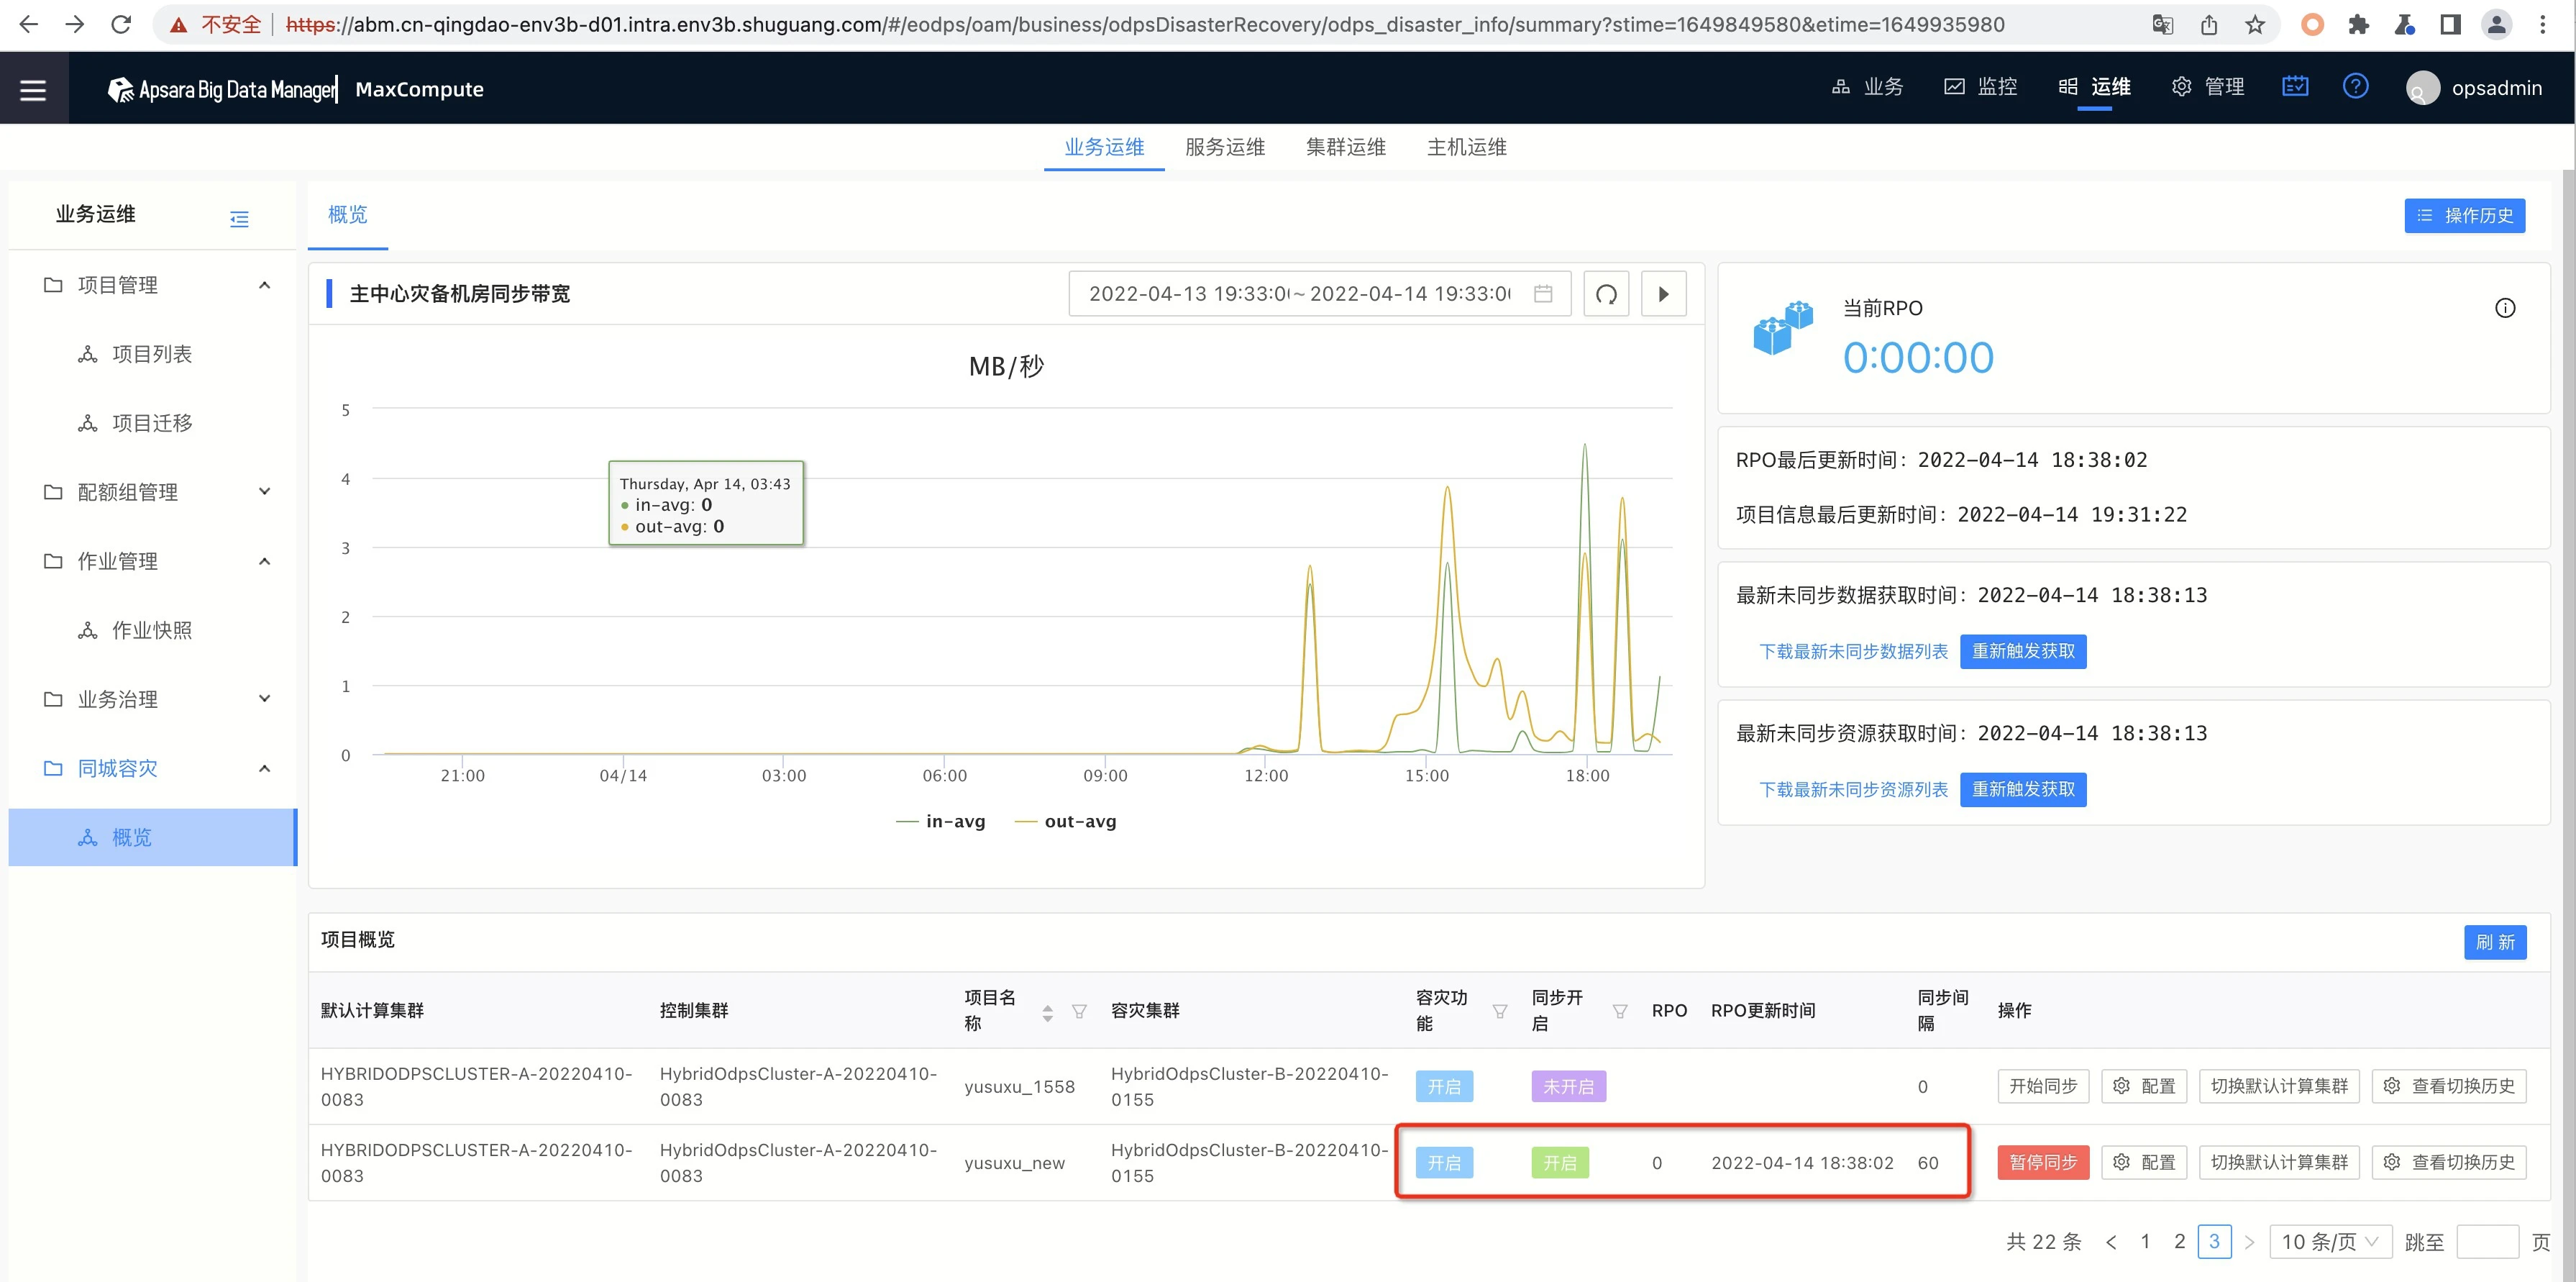 不安全 https://abm.cn-qingdao-env3b-d01.intra.env3b.shuguang.com/#/eodps/oam/business/odpsDisasterRecovery/odps_disaster_info/summary?stime=1649849580&etime=1649935980
Apsara Big Data Manager MaxCompute 业务 监控 运维 管理 opsadmin
业务运维 服务运维 集群运维 主机运维
业务运维
项目管理
项目列表
项目迁移
配额组管理
作业管理
作业快照
业务治理
同城容灾
概览
概览 操作历史
主中心灾备机房同步带宽 2022-04-13 19:33:0 ~ 2022-04-14 19:33:0
MB/秒
5
4
3
2
1
0
Thursday, Apr 14, 03:43
in-avg: 0
out-avg: 0
21:00 04/14 03:00 06:00 09:00 12:00 15:00 18:00
in-avg out-avg
当前RPO
0:00:00
RPO最后更新时间：2022-04-14 18:38:02
项目信息最后更新时间：2022-04-14 19:31:22
最新未同步数据获取时间：2022-04-14 18:38:13
下载最新未同步数据列表 重新触发获取
最新未同步资源获取时间：2022-04-14 18:38:13
下载最新未同步资源列表 重新触发获取
项目概览 刷 新
默认计算集群 控制集群 项目名称 容灾集群 容灾功能 同步开启 RPO RPO更新时间 同步间隔 操作
HYBRIDODPSCLUSTER-A-20220410-0083 HybridOdpsCluster-A-20220410-0083 yusuxu_1558 HybridOdpsCluster-B-20220410-0155 开启 未开启 0 开始同步 配置 切换默认计算集群 查看切换历史
HYBRIDODPSCLUSTER-A-20220410-0083 HybridOdpsCluster-A-20220410-0083 yusuxu_new HybridOdpsCluster-B-20220410-0155 开启 开启 0 2022-04-14 18:38:02 60 暂停同步 配置 切换默认计算集群 查看切换历史
共 22 条 < 1 2 3 > 10 条/页 跳至 页